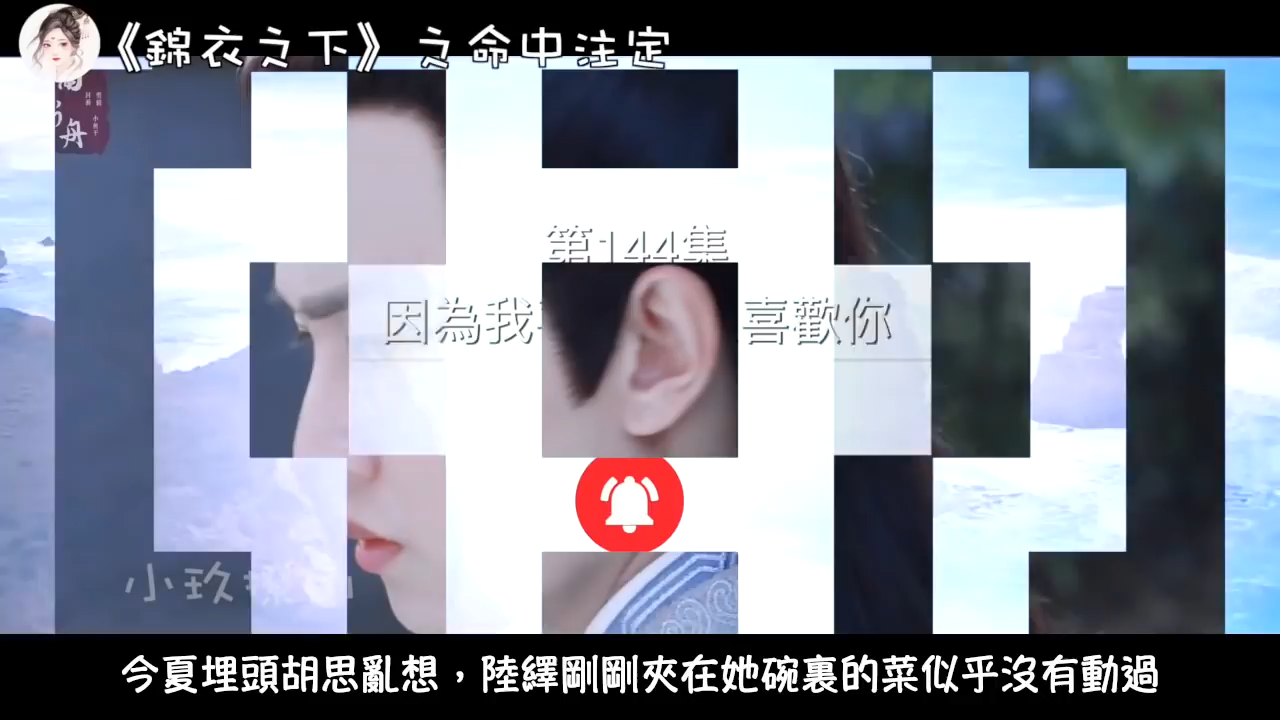 《錦衣之下》之命中注定
第144集
因為我 喜歡你
小玖
今夏埋頭胡思亂想，陸繹剛剛夾在她碗裏的菜似乎沒有動過